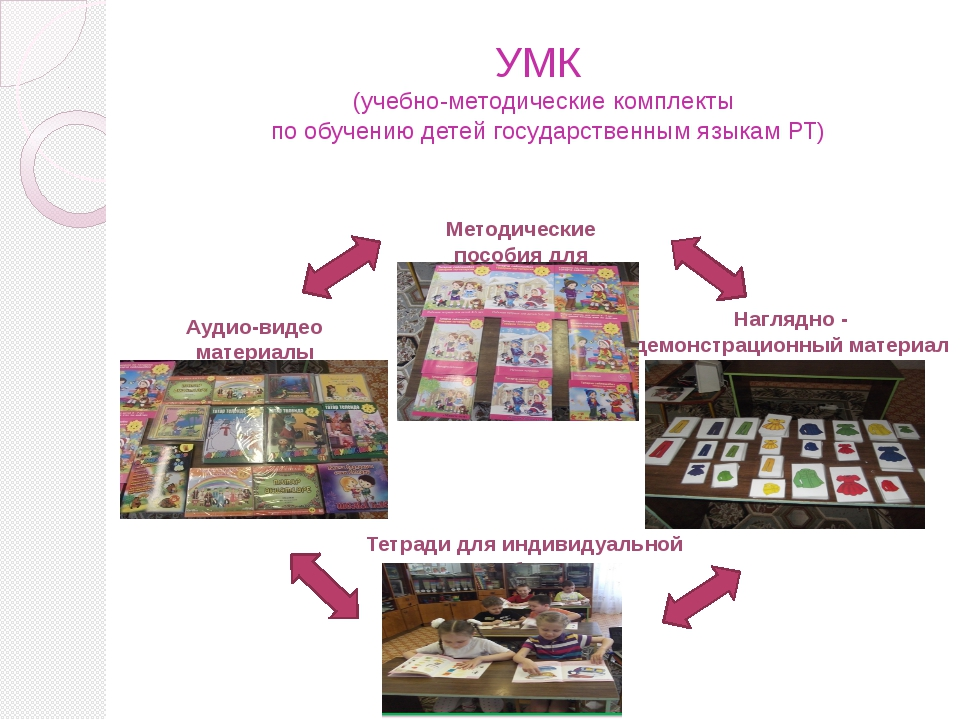 УМК
(учебно-методические комплекты
по обучению детей государственным языкам РТ)
Методические
пособия для
Аудио-видео
материалы
Наглядно -
демонстрационный материал
Тетради для индивидуальной